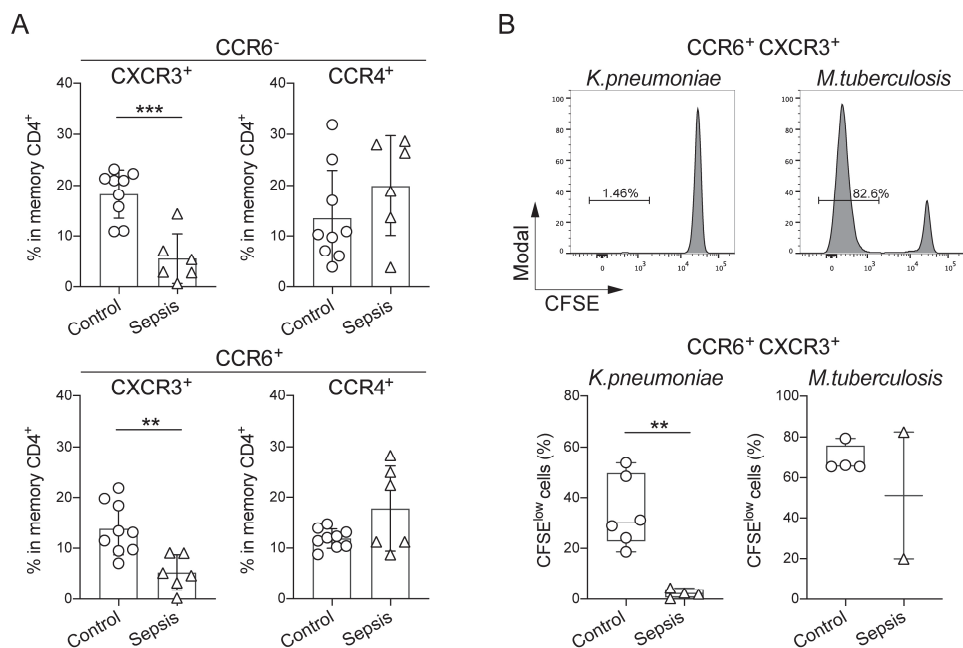 A
CCR6⁻
CXCR3⁺
CCR4⁺
% in memory CD4⁺
40
30
20
10
0
***
Control
Sepsis
% in memory CD4⁺
40
30
20
10
0
Control
Sepsis
CCR6⁺
CXCR3⁺
CCR4⁺
% in memory CD4⁺
40
30
20
10
0
**
Control
Sepsis
% in memory CD4⁺
40
30
20
10
0
Control
Sepsis
B
CCR6⁺ CXCR3⁺
K.pneumoniae
M.tuberculosis
Modal
CFSE
100
80
60
40
20
0
1.46%
0
10³
10⁴
10⁵
100
80
60
40
20
0
82.6%
0
10³
10⁴
10⁵
CCR6⁺ CXCR3⁺
K.pneumoniae
M.tuberculosis
CFSElow cells (%)
80
60
40
20
0
**
Control
Sepsis
CFSElow cells (%)
100
80
60
40
20
0
Control
Sepsis